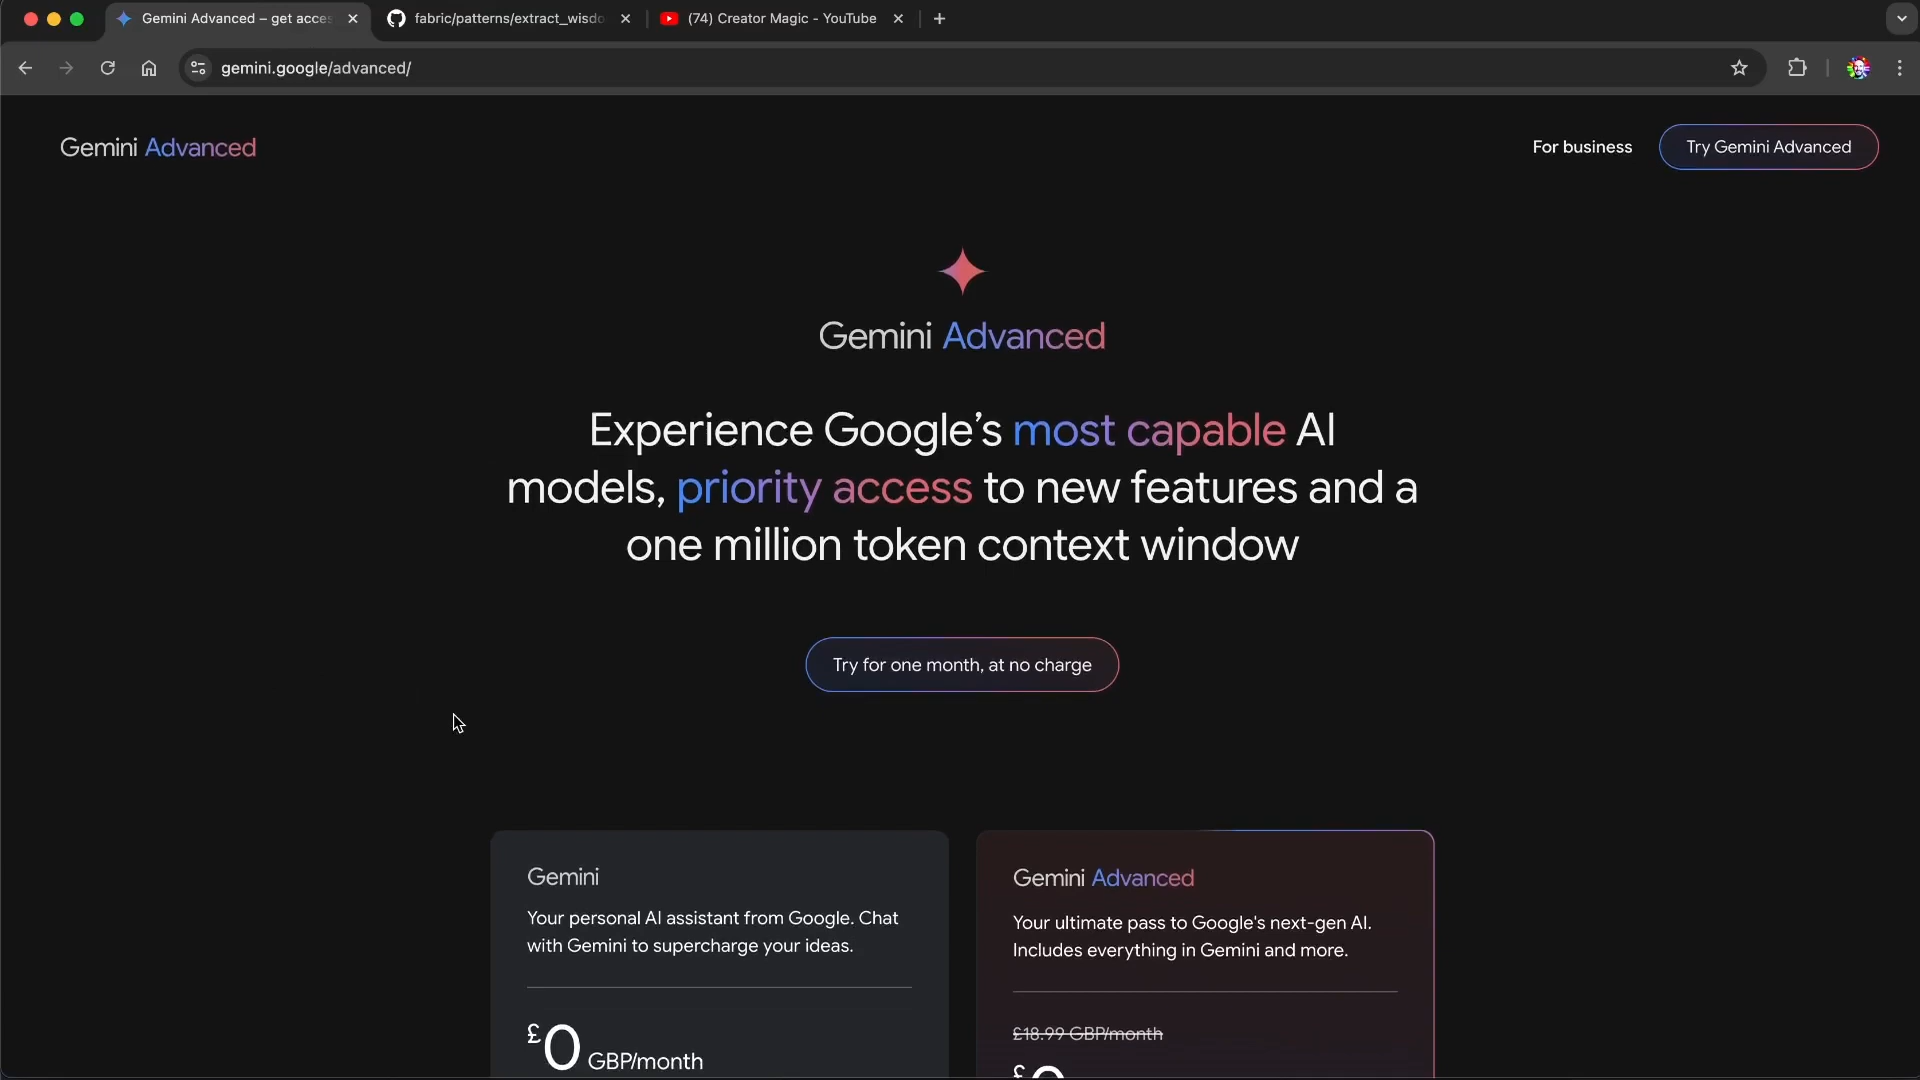 Gemini Advanced – get acces
fabric/patterns/extract_wisdo
(74) Creator Magic - YouTube
gemini.google/advanced/
Gemini Advanced
For business
Try Gemini Advanced
Gemini Advanced
Experience Google’s most capable AI
models, priority access to new features and a
one million token context window
Try for one month, at no charge
Gemini
Your personal AI assistant from Google. Chat
with Gemini to supercharge your ideas.
£0 GBP/month
Gemini Advanced
Your ultimate pass to Google's next-gen AI.
Includes everything in Gemini and more.
£18.99 GBP/month
£0